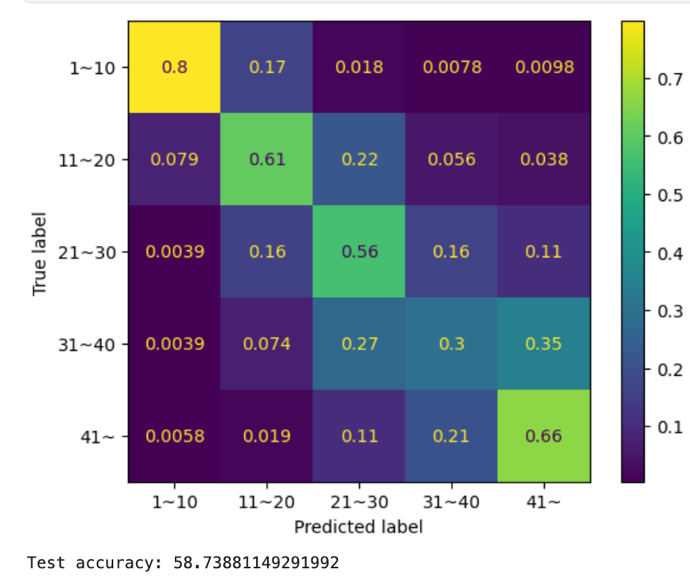 1~10 0.8 0.17 0.018 0.0078 0.0098
11~20 0.079 0.61 0.22 0.056 0.038
21~30 0.0039 0.16 0.56 0.16 0.11
31~40 0.0039 0.074 0.27 0.3 0.35
41~ 0.0058 0.019 0.11 0.21 0.66
1~10 11~20 21~30 31~40 41~
Predicted label
True label
0.7
0.6
0.5
0.4
0.3
0.2
0.1
Test accuracy: 58.73881149291992